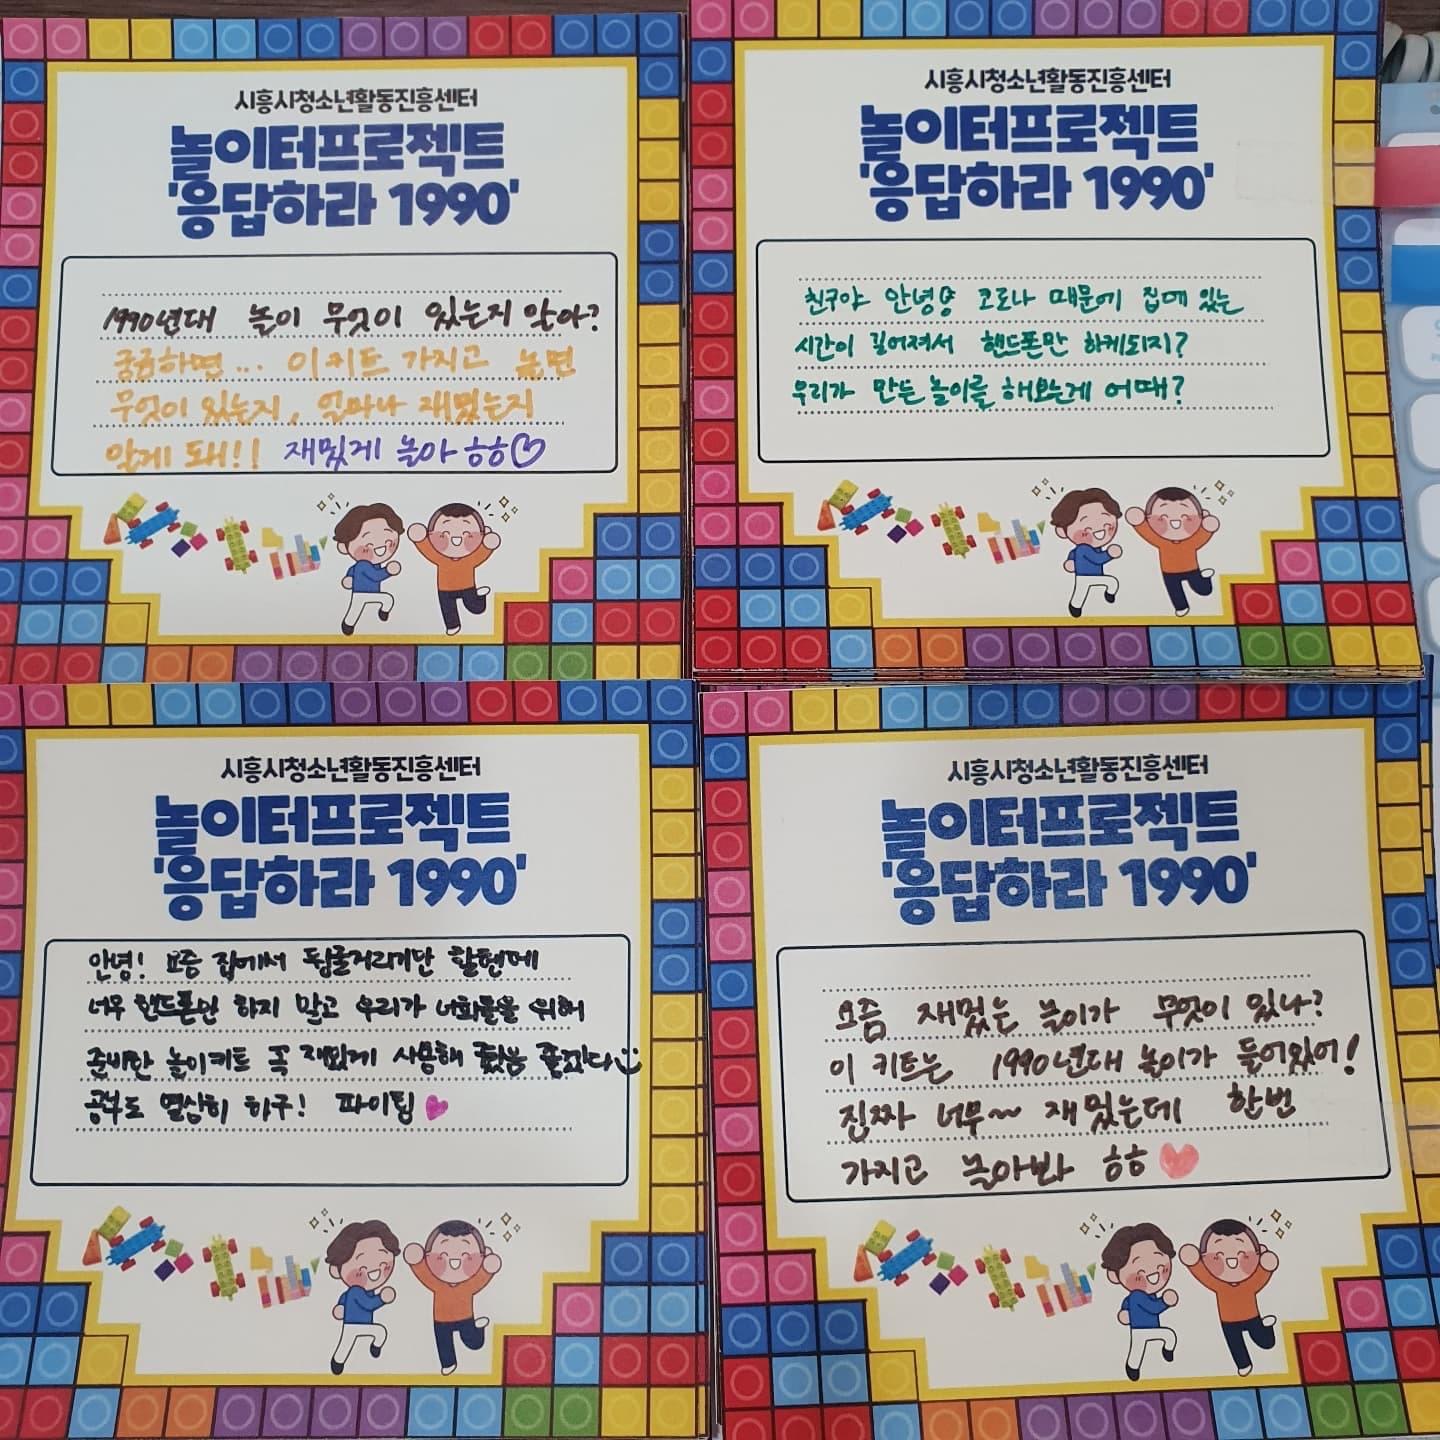 시흥시청소년활동진흥센터
놀이터프로젝트
'응답하라 1990'
1990년대 놀이 무엇이 있는지 알아?
궁금하면... 이 키트 가지고 놀면
무엇이 있는지, 얼마나 재밌는지
알게 돼!! 재밌게 놀아 ㅎㅎ♡
시흥시청소년활동진흥센터
놀이터프로젝트
'응답하라 1990'
친구야 안녕 코로나 때문에 집에 있는
시간이 길어져서 핸드폰만 하게되지?
우리가 만든 놀이를 해보는게 어때?
시흥시청소년활동진흥센터
놀이터프로젝트
'응답하라 1990'
안녕! 요즘 집에서 뒹굴거리기만 할텐데
너무 핸드폰만 하지 말고 우리가 너희들을 위해
준비한 놀이키트 꼭 재밌게 사용해 줬음 좋겠다
공부도 열심히 하구! 파이팅
시흥시청소년활동진흥센터
놀이터프로젝트
'응답하라 1990'
요즘 재밌는 놀이가 무엇이 있나?
이 키트는 1990년대 놀이가 들어있어!
진짜 너무~ 재밌는데 한번
가지고 놀아봐 ㅎㅎ